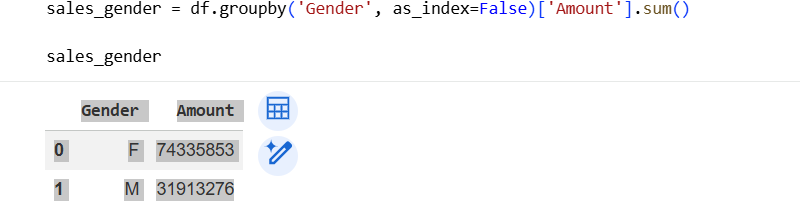 sales_gender = df.groupby('Gender', as_index=False)['Amount'].sum()
sales_gender
Gender Amount
0 F 74335853
1 M 31913276